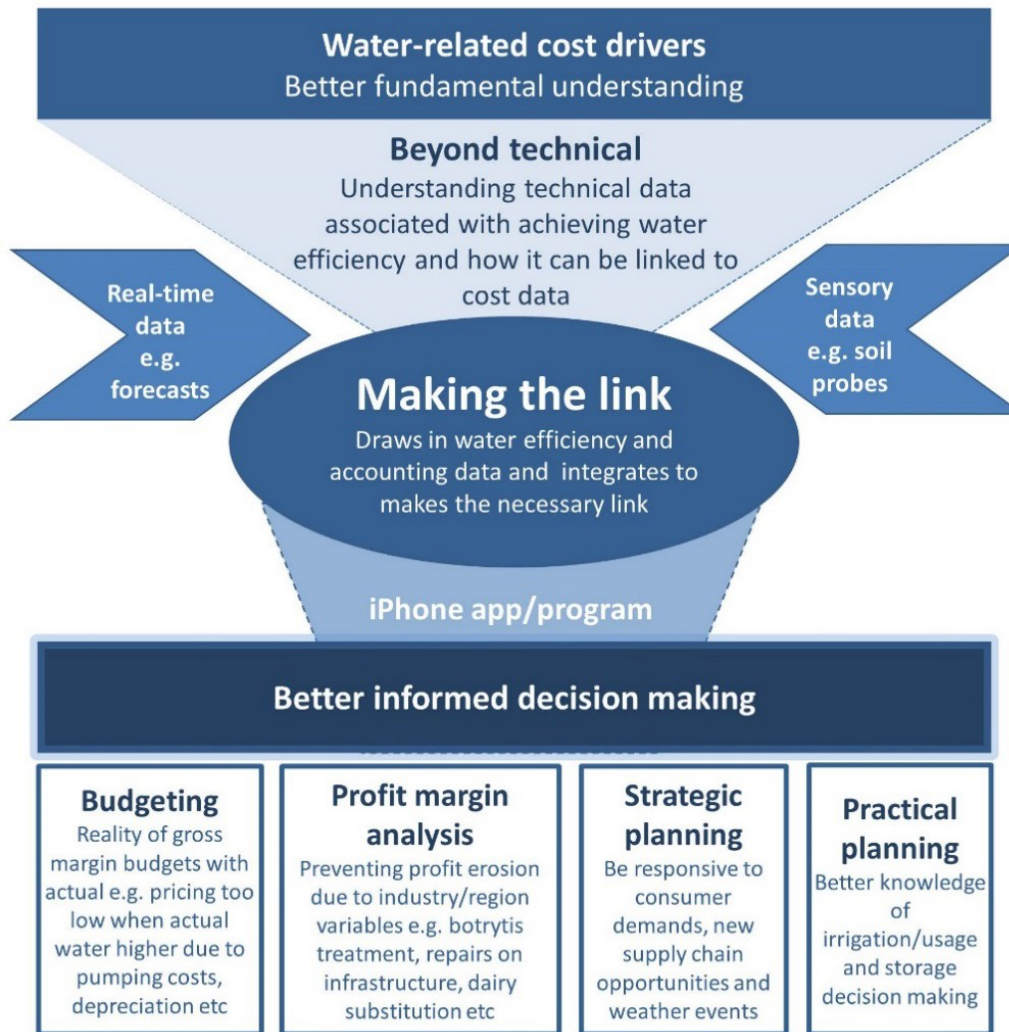 Water-related cost drivers
Better fundamental understanding
Beyond technical
Understanding technical data
associated with achieving water
efficiency and how it can be linked to
cost data
Real-time
data
e.g.
forecasts
Sensory
data
e.g. soil
probes
Making the link
Draws in water efficiency and
accounting data and integrates to
makes the necessary link
iPhone app/program
Better informed decision making
Budgeting
Reality of gross
margin budgets with
actual e.g. pricing too
low when actual
water higher due to
pumping costs,
depreciation etc
Profit margin
analysis
Preventing profit erosion
due to industry/region
variables e.g. botrytis
treatment, repairs on
infrastructure, dairy
substitution etc
Strategic
planning
Be responsive to
consumer
demands, new
supply chain
opportunities and
weather events
Practical
planning
Better knowledge
of
irrigation/usage
and storage
decision making